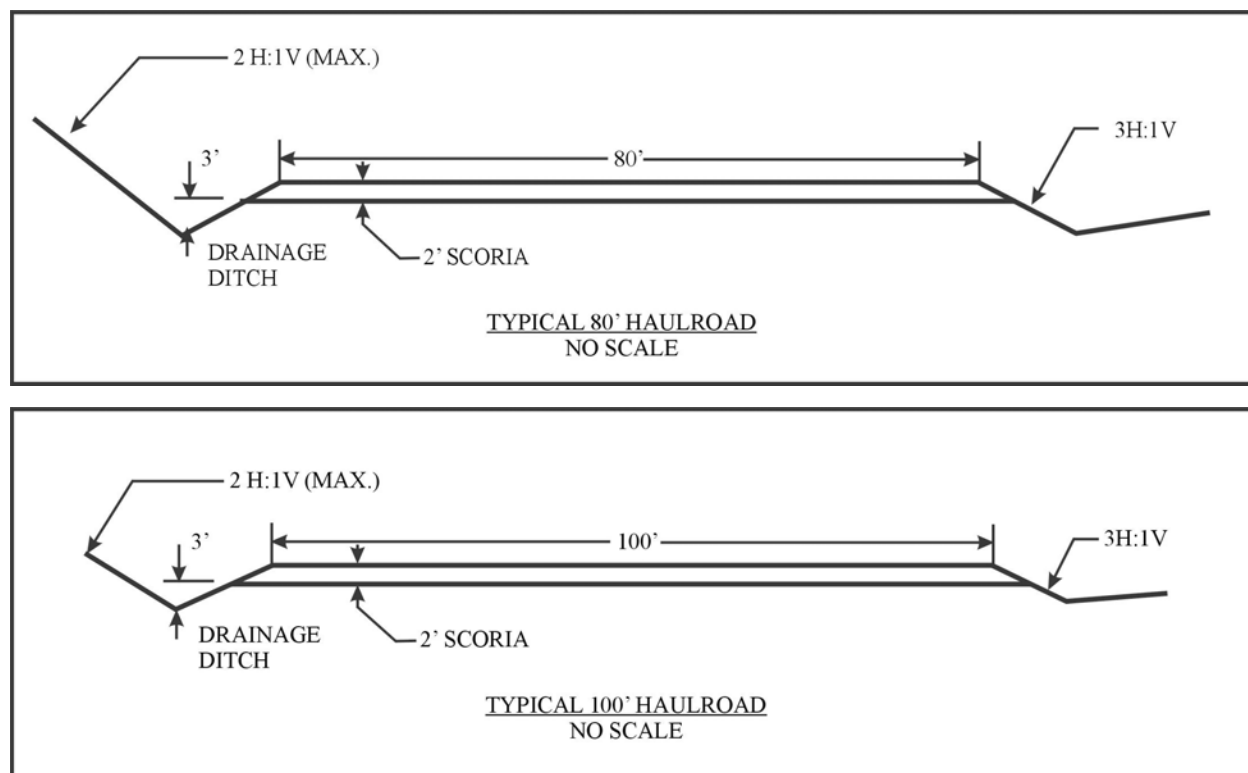 2 H:1V (MAX.)
3H:1V
3’
80’
DRAINAGE
DITCH
2’ SCORIA
TYPICAL 80’ HAULROAD
NO SCALE
2 H:1V (MAX.)
3’
100’
3H:1V
DRAINAGE
DITCH
2’ SCORIA
TYPICAL 100’ HAULROAD
NO SCALE